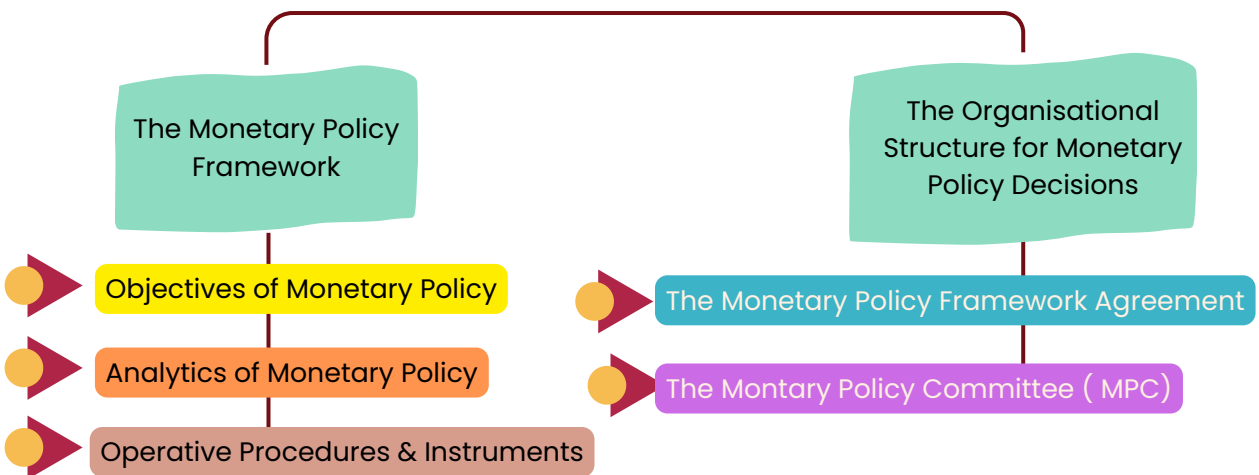 The Monetary Policy
Framework
Objectives of Monetary Policy
Analytics of Monetary Policy
Operative Procedures & Instruments
The Organisational
Structure for Monetary
Policy Decisions
The Monetary Policy Framework Agreement
The Montary Policy Committee ( MPC)